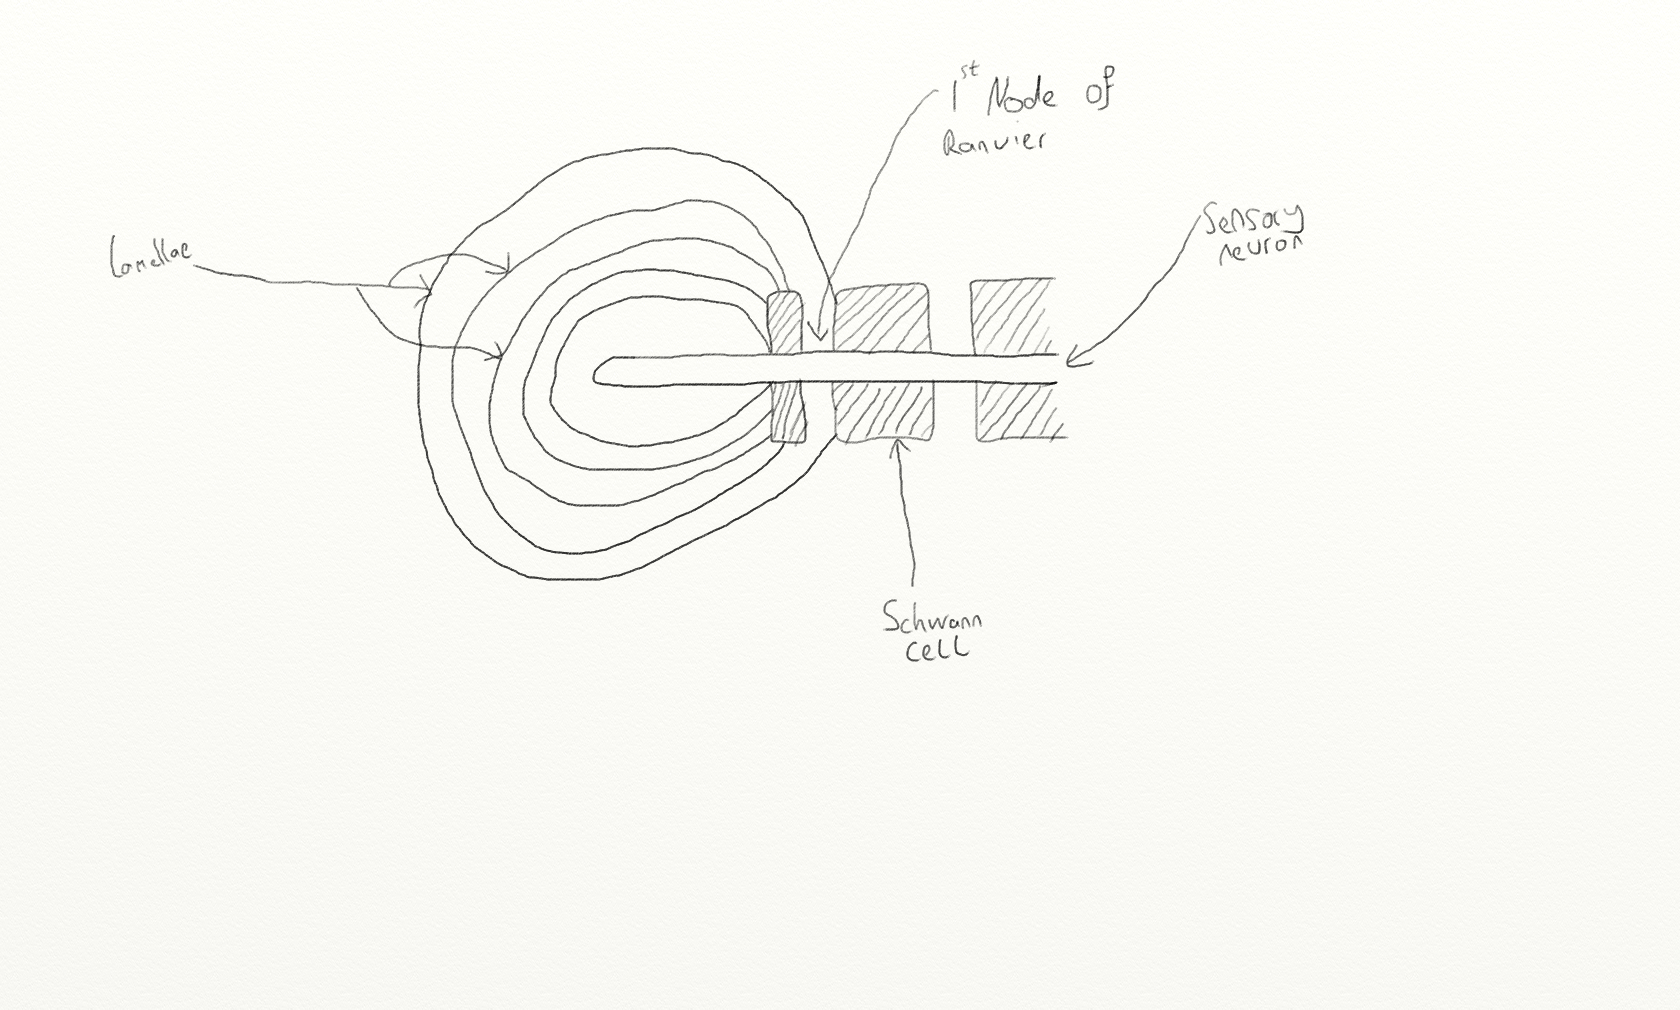 1st Node of
Ranvier
Sensory
neuron
Lamellae
Schwann
cell